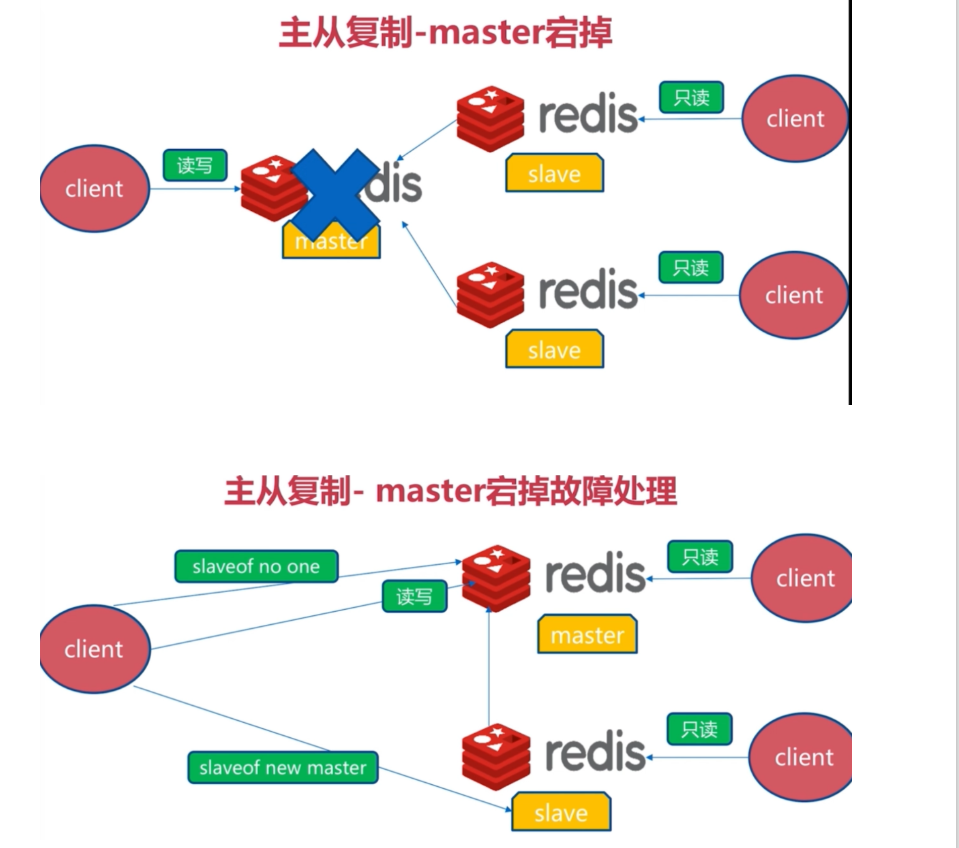 主从复制-master宕掉
只读
redis
client
读写
slave
client
dis
master
只读
redis
client
slave
主从复制- master宕掉故障处理
slaveof no one
只读
redis
client
读写
master
client
只读
redis
client
slaveof new master
slave